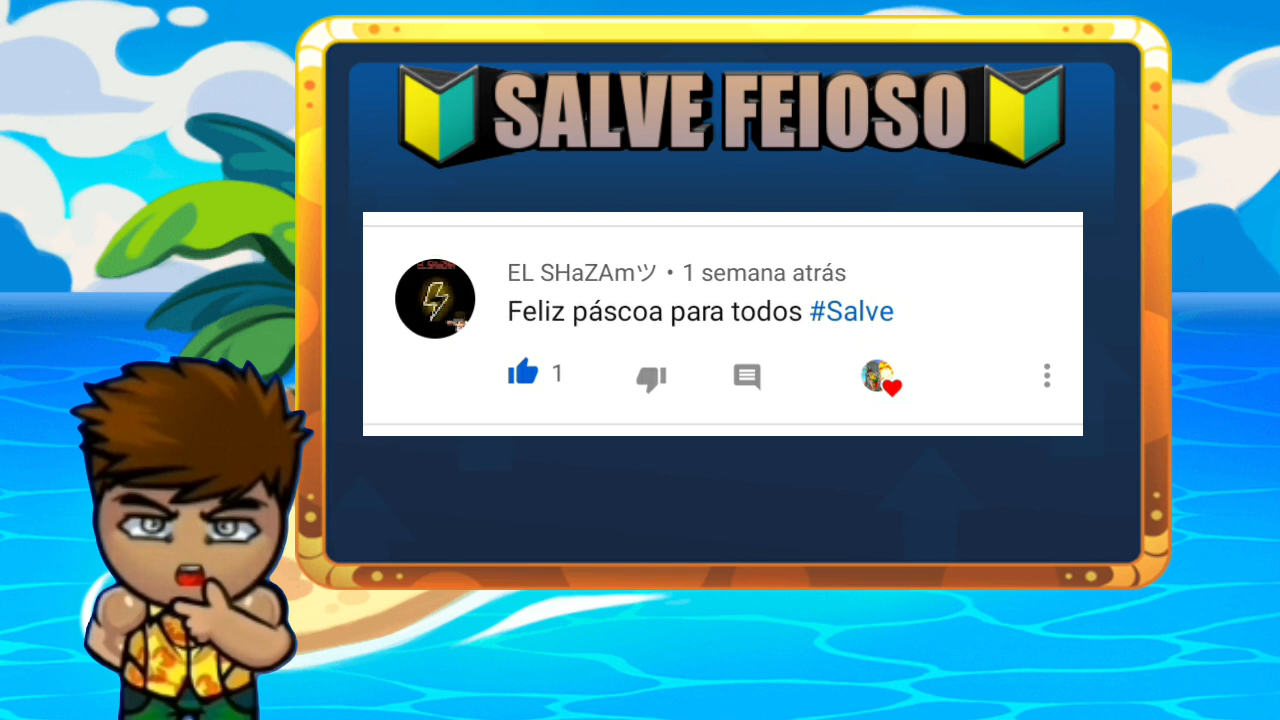 SALVE FEIOSO
EL SHaZAmツ • 1 semana atrás
Feliz páscoa para todos #Salve
1